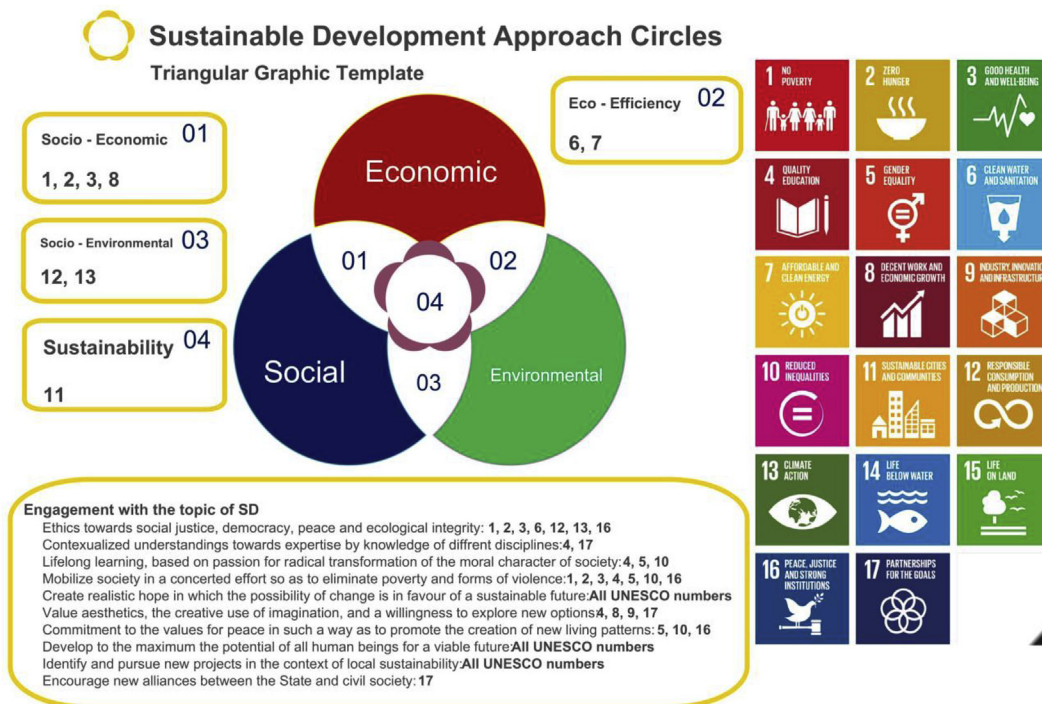 Sustainable Development Approach Circles
Triangular Graphic Template
Socio - Economic 01
1, 2, 3, 8
Socio - Environmental 03
12, 13
Sustainability 04
11
Eco - Efficiency 02
6, 7
Economic
01
02
04
Social
03
Environmental
1 NO
POVERTY
2 ZERO
HUNGER
3 GOOD HEALTH
AND WELL-BEING
4 QUALITY
EDUCATION
5 GENDER
EQUALITY
6 CLEAN WATER
AND SANITATION
7 AFFORDABLE AND
CLEAN ENERGY
8 DECENT WORK AND
ECONOMIC GROWTH
9 INDUSTRY, INNOVATIO
AND INFRASTRUCTUR
10 REDUCED
INEQUALITIES
11 SUSTAINABLE CITIES
AND COMMUNITIES
12 RESPONSIBLE
CONSUMPTION
AND PRODUCTION
13 CLIMATE
ACTION
14 LIFE
BELOW WATER
15 LIFE
ON LAND
16 PEACE, JUSTICE
AND STRONG
INSTITUTIONS
17 PARTNERSHIPS
FOR THE GOALS
Engagement with the topic of SD
Ethics towards social justice, democracy, peace and ecological integrity: 1, 2, 3, 6, 12, 13, 16
Contexualized understandings towards expertise by knowledge of diffrent disciplines:4, 17
Lifelong learning, based on passion for radical transformation of the moral character of society:4, 5, 10
Mobilize society in a concerted effort so as to eliminate poverty and forms of violence:1, 2, 3, 4, 5, 10, 16
Create realistic hope in which the possibility of change is in favour of a sustainable future:All UNESCO numbers
Value aesthetics, the creative use of imagination, and a willingness to explore new options:4, 8, 9, 17
Commitment to the values for peace in such a way as to promote the creation of new living patterns: 5, 10, 16
Develop to the maximum the potential of all human beings for a viable future:All UNESCO numbers
Identify and pursue new projects in the context of local sustainability:All UNESCO numbers
Encourage new alliances between the State and civil society: 17